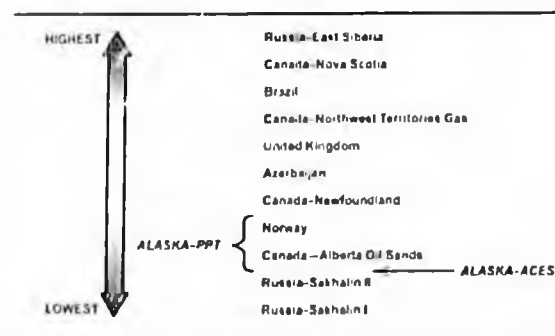 HIGHEST
Russia-East Siberia
Canada-Nova Scotia
Brazil
Canada-Northwest Territories Gas
United Kingdom
Azerbaijan
Canada-Newfoundland
Norway
ALASKA-PPT
Canada-Alberta Oil Sands
ALASKA-ACES
Russia-Sakhalin II
LOWEST
Russia-Sakhalin I